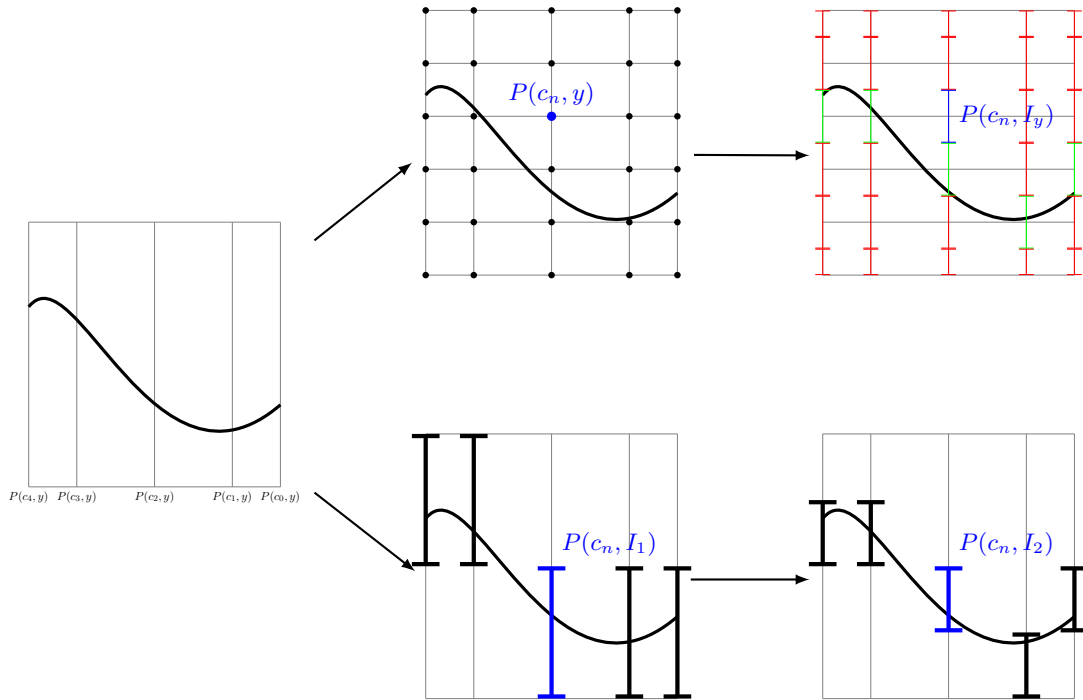 P(c_n, y)
P(c_n, I_y)
P(c_4, y) P(c_3, y) P(c_2, y) P(c_1, y) P(c_0, y)
P(c_n, I_1)
P(c_n, I_2)